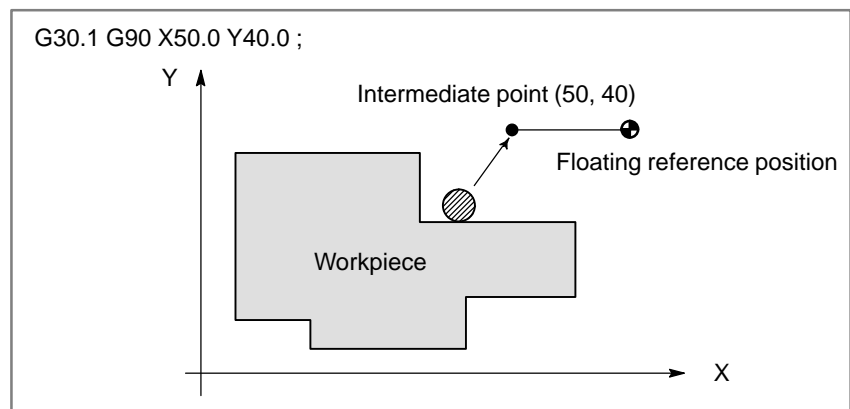 G30.1 G90 X50.0 Y40.0 ;
Y
Intermediate point (50, 40)
Floating reference position
Workpiece
X